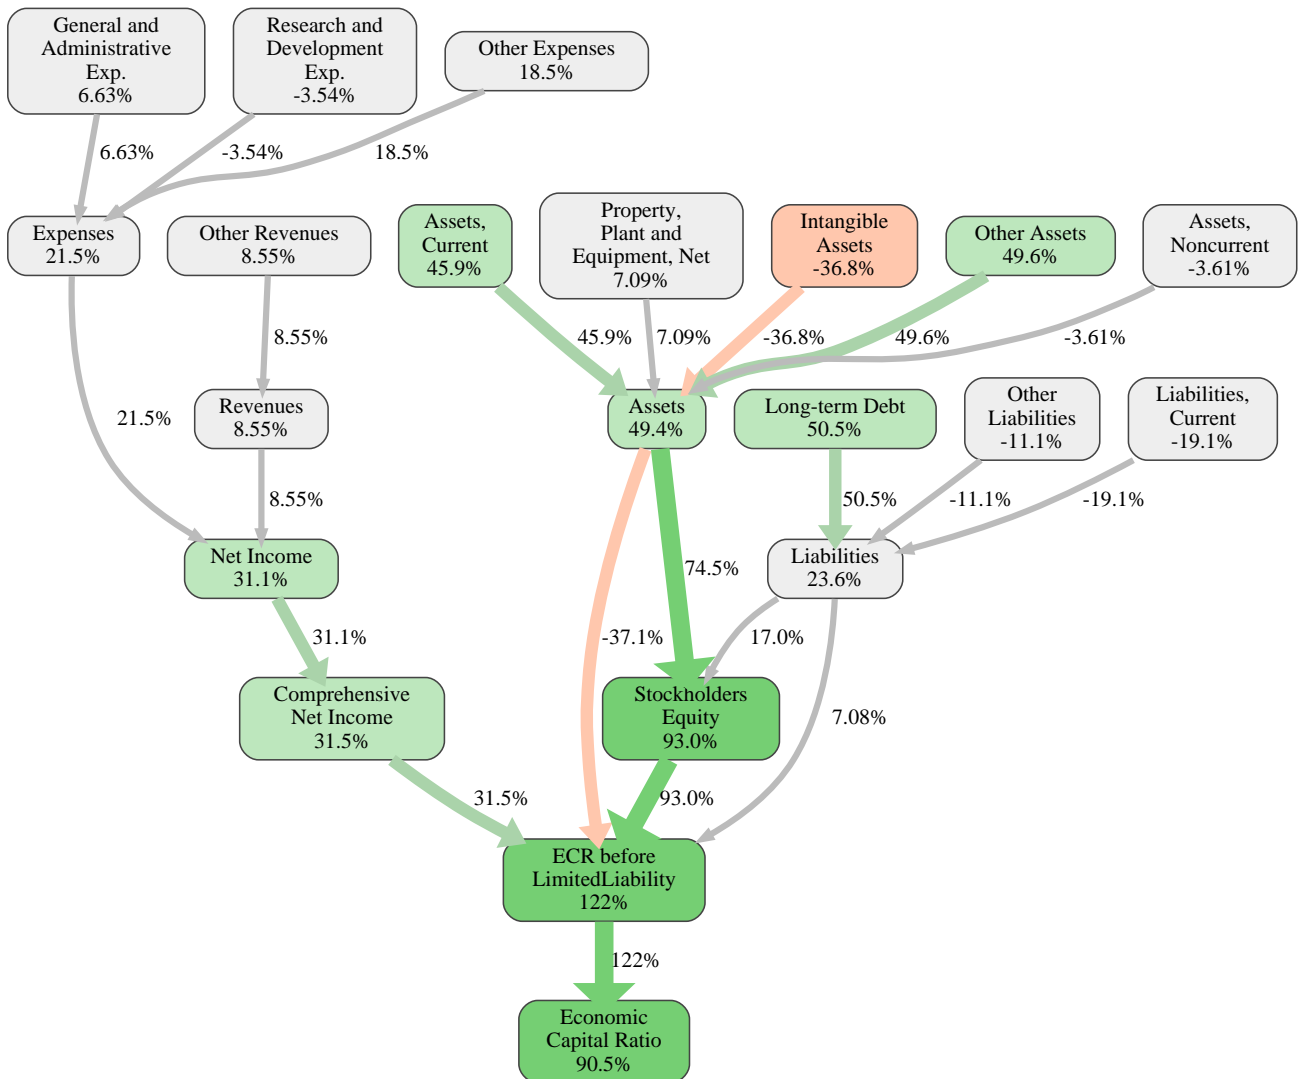 General and
Administrative
Exp.
6.63%
Research and
Development
Exp.
-3.54%
Other Expenses
18.5%
6.63%
-3.54%
18.5%
Expenses
21.5%
Other Revenues
8.55%
Assets,
Current
45.9%
Property,
Plant and
Equipment, Net
7.09%
Intangible
Assets
-36.8%
Other Assets
49.6%
Assets,
Noncurrent
-3.61%
8.55%
45.9%
7.09%
-36.8%
49.6%
-3.61%
21.5%
Revenues
8.55%
Assets
49.4%
Long-term Debt
50.5%
Other
Liabilities
-11.1%
Liabilities,
Current
-19.1%
8.55%
50.5%
-11.1%
-19.1%
Net Income
31.1%
74.5%
Liabilities
23.6%
31.1%
-37.1%
17.0%
Comprehensive
Net Income
31.5%
Stockholders
Equity
93.0%
7.08%
31.5%
93.0%
ECR before
LimitedLiability
122%
122%
Economic
Capital Ratio
90.5%